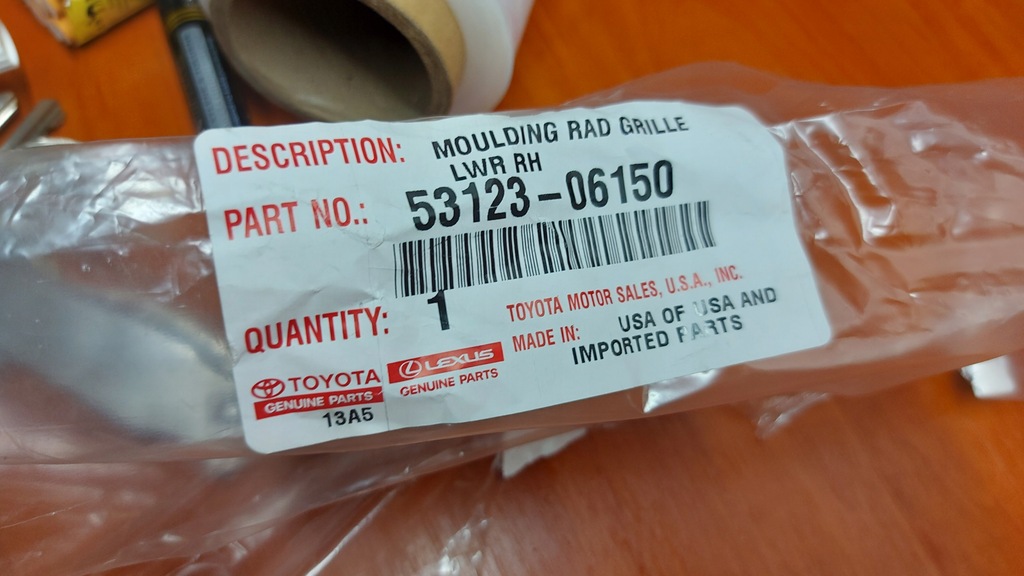 DESCRIPTION: MOULDING RAD GRILLE
LWR RH
PART NO.: 53123-06150
QUANTITY: 1
TOYOTA MOTOR SALES, U.S.A., INC.
MADE IN: USA OF USA AND
IMPORTED PARTS
TOYOTA
GENUINE PARTS
LEXUS
GENUINE PARTS
13A5